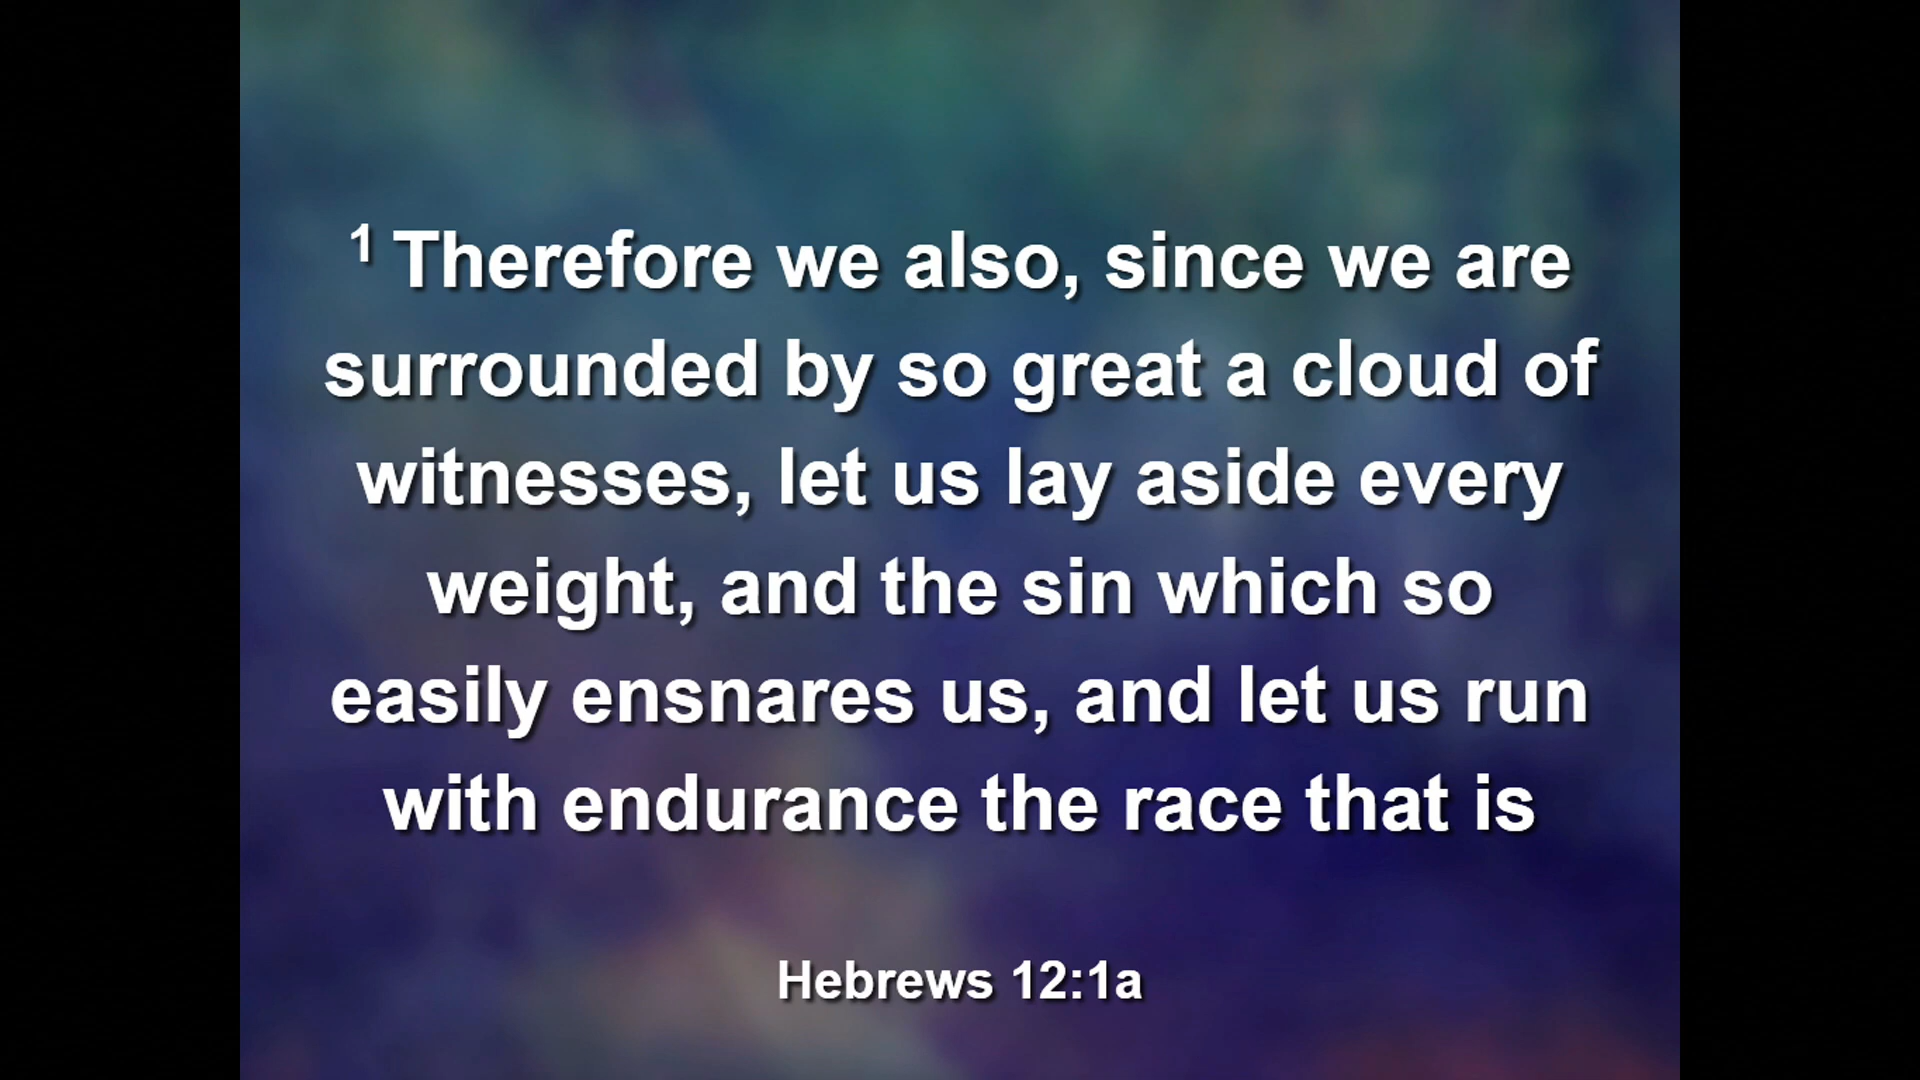 1 Therefore we also, since we are
surrounded by so great a cloud of
witnesses, let us lay aside every
weight, and the sin which so
easily ensnares us, and let us run
with endurance the race that is
Hebrews 12:1a